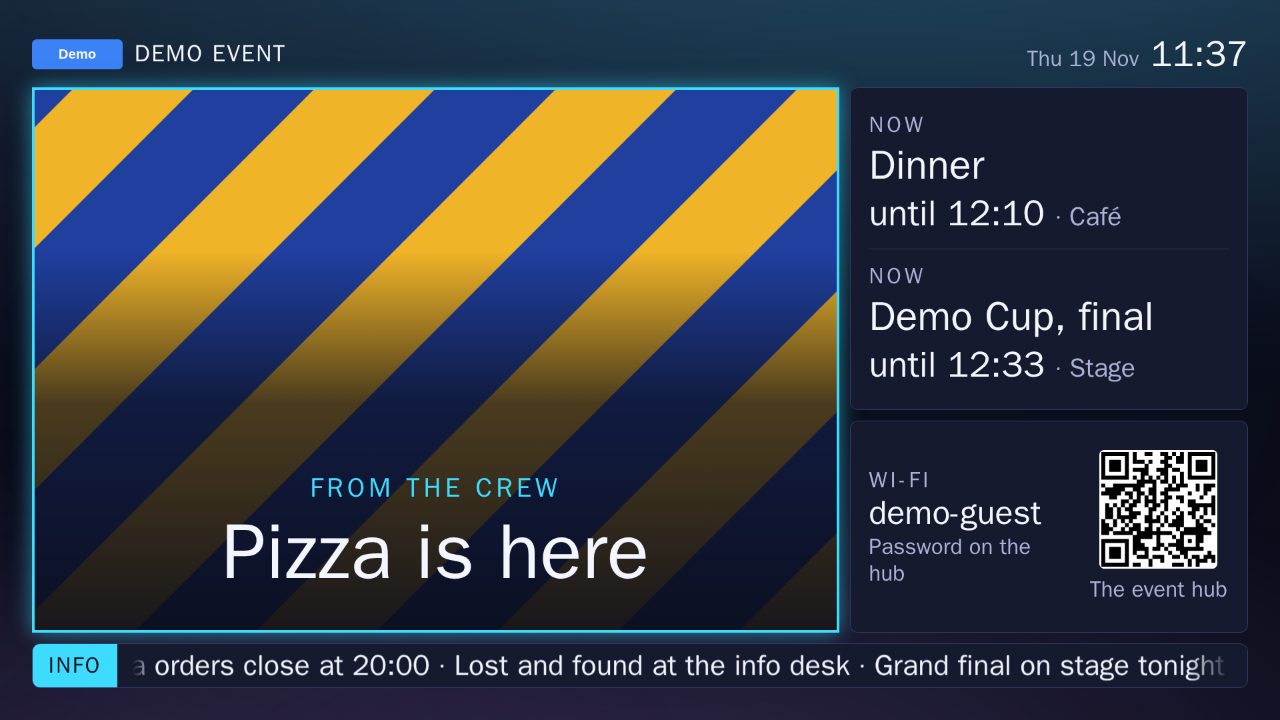 Demo
DEMO EVENT
Thu 19 Nov 11:37
FROM THE CREW
Pizza is here
NOW
Dinner
until 12:10 · Café
NOW
Demo Cup, final
until 12:33 · Stage
WI-FI
demo-guest
Password on the
hub
The event hub
INFO
orders close at 20:00 · Lost and found at the info desk · Grand final on stage tonight